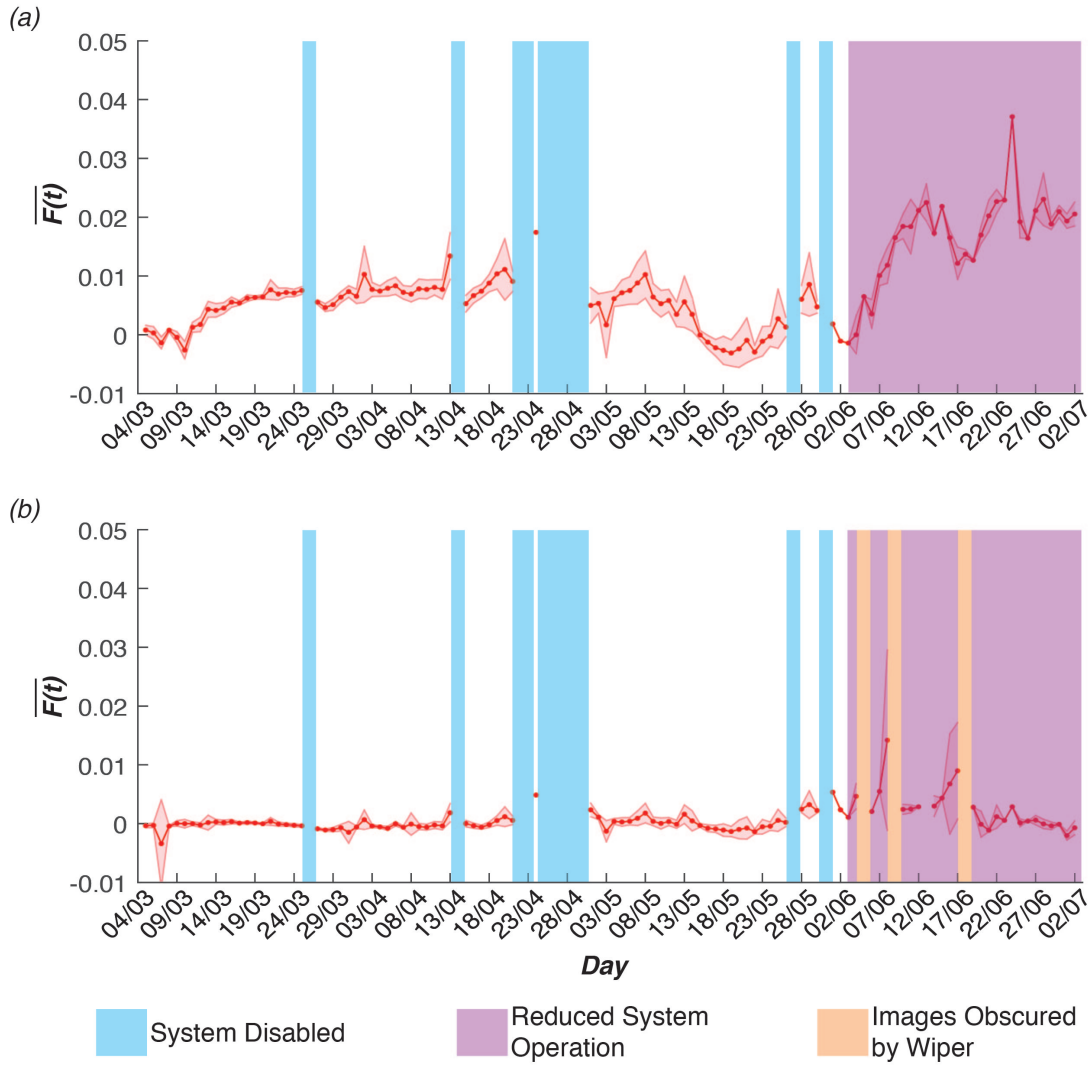 (a)
0.05
0.04
0.03
0.02
0.01
0
-0.01
F(t)
04/03 09/03 14/03 19/03 24/03 29/03 03/04 08/04 13/04 18/04 23/04 28/04 03/05 08/05 13/05 18/05 23/05 28/05 02/06 07/06 12/06 17/06 22/06 27/06 02/07
(b)
0.05
0.04
0.03
0.02
0.01
0
-0.01
F(t)
04/03 09/03 14/03 19/03 24/03 29/03 03/04 08/04 13/04 18/04 23/04 28/04 03/05 08/05 13/05 18/05 23/05 28/05 02/06 07/06 12/06 17/06 22/06 27/06 02/07
Day
System Disabled
Reduced System
Operation
Images Obscured
by Wiper